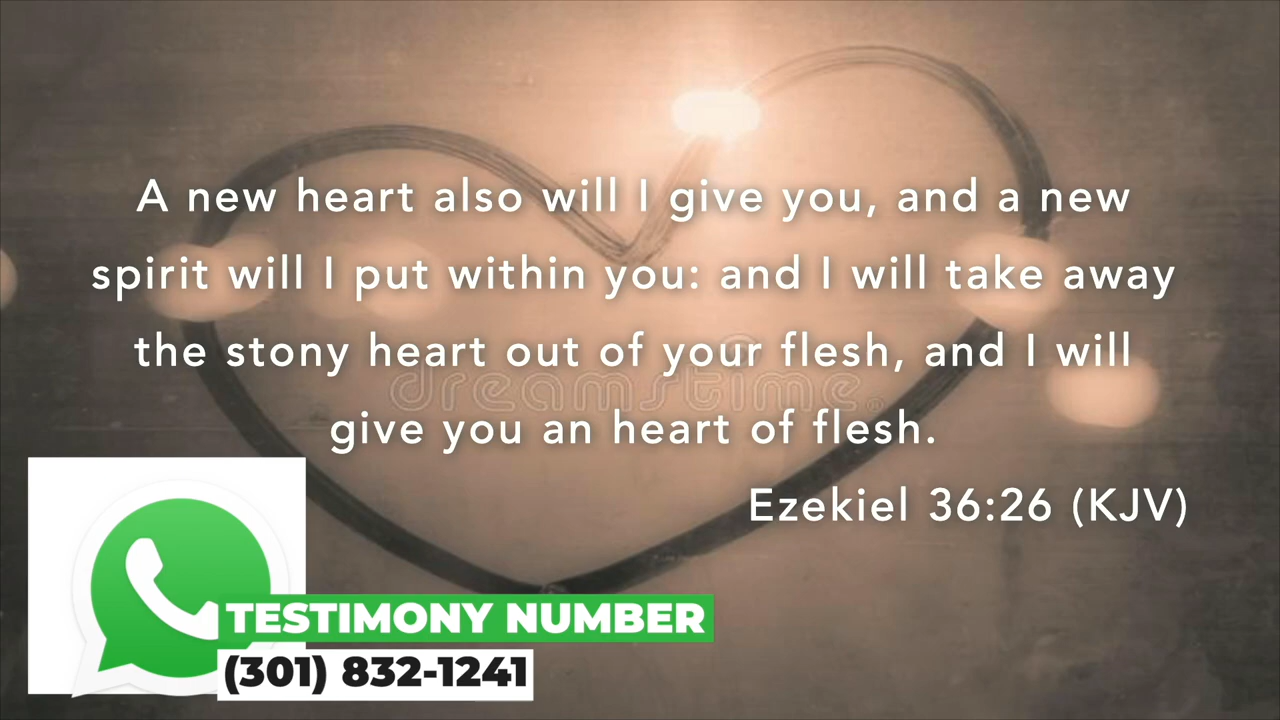 A new heart also will I give you, and a new
spirit will I put within you: and I will take away
the stony heart out of your flesh, and I will
dreamstime
give you an heart of flesh.
Ezekiel 36:26 (KJV)
TESTIMONY NUMBER
(301) 832-1241